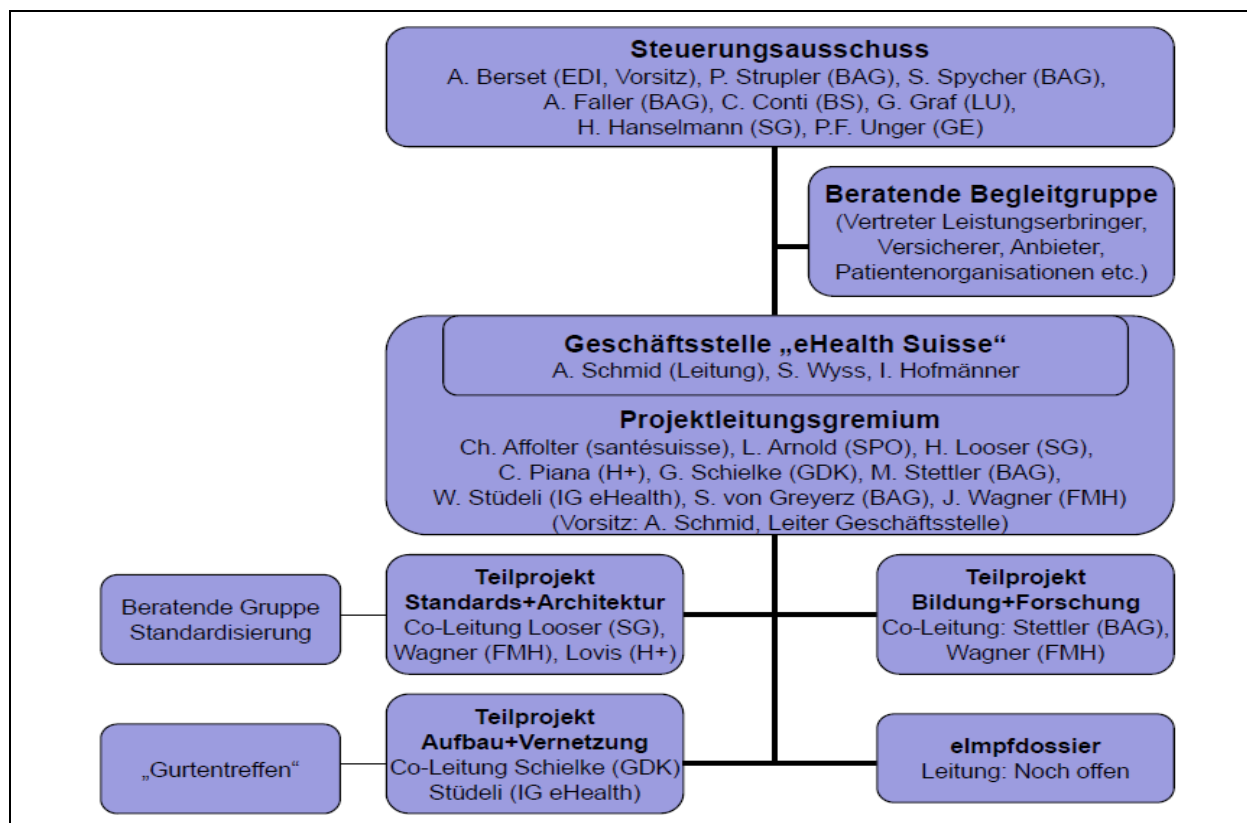 Steuerungsausschuss
A. Berset (EDI, Vorsitz), P. Strupler (BAG), S. Spycher (BAG),
A. Faller (BAG), C. Conti (BS), G. Graf (LU),
H. Hanselmann (SG), P.F. Unger (GE)
Beratende Begleitgruppe
(Vertreter Leistungserbringer,
Versicherer, Anbieter,
Patientenorganisationen etc.)
Geschäftsstelle „eHealth Suisse“
A. Schmid (Leitung), S. Wyss, I. Hofmänner
Projektleitungsgremium
Ch. Affolter (santésuisse), L. Arnold (SPO), H. Looser (SG),
C. Piana (H+), G. Schielke (GDK), M. Stettler (BAG),
W. Stüdeli (IG eHealth), S. von Greyerz (BAG), J. Wagner (FMH)
(Vorsitz: A. Schmid, Leiter Geschäftsstelle)
Beratende Gruppe
Standardisierung
Teilprojekt
Standards+Architektur
Co-Leitung Looser (SG),
Wagner (FMH), Lovis (H+)
Teilprojekt
Bildung+Forschung
Co-Leitung: Stettler (BAG),
Wagner (FMH)
„Gurtentreffen“
Teilprojekt
Aufbau+Vernetzung
Co-Leitung Schielke (GDK)
Stüdeli (IG eHealth)
eImpfdossier
Leitung: Noch offen